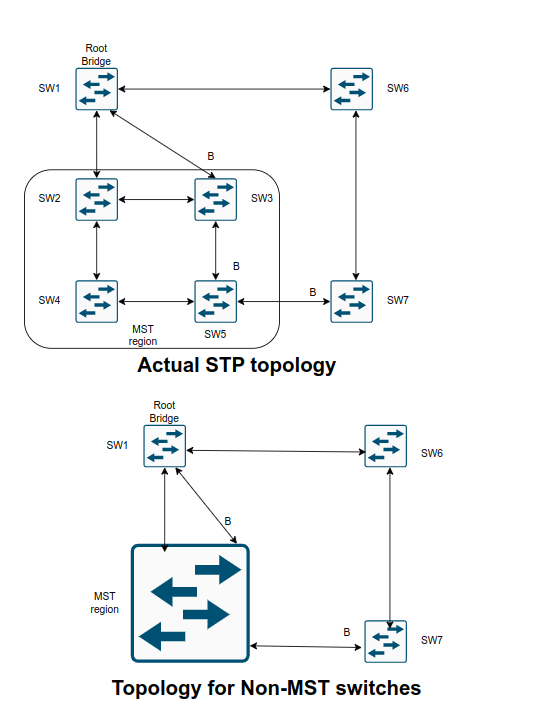 Root
Bridge
SW1
SW6
B
SW2
SW3
B
B
SW4
SW7
MST
region
SW5
Actual STP topology
Root
Bridge
SW1
SW6
B
MST
region
B
SW7
Topology for Non-MST switches